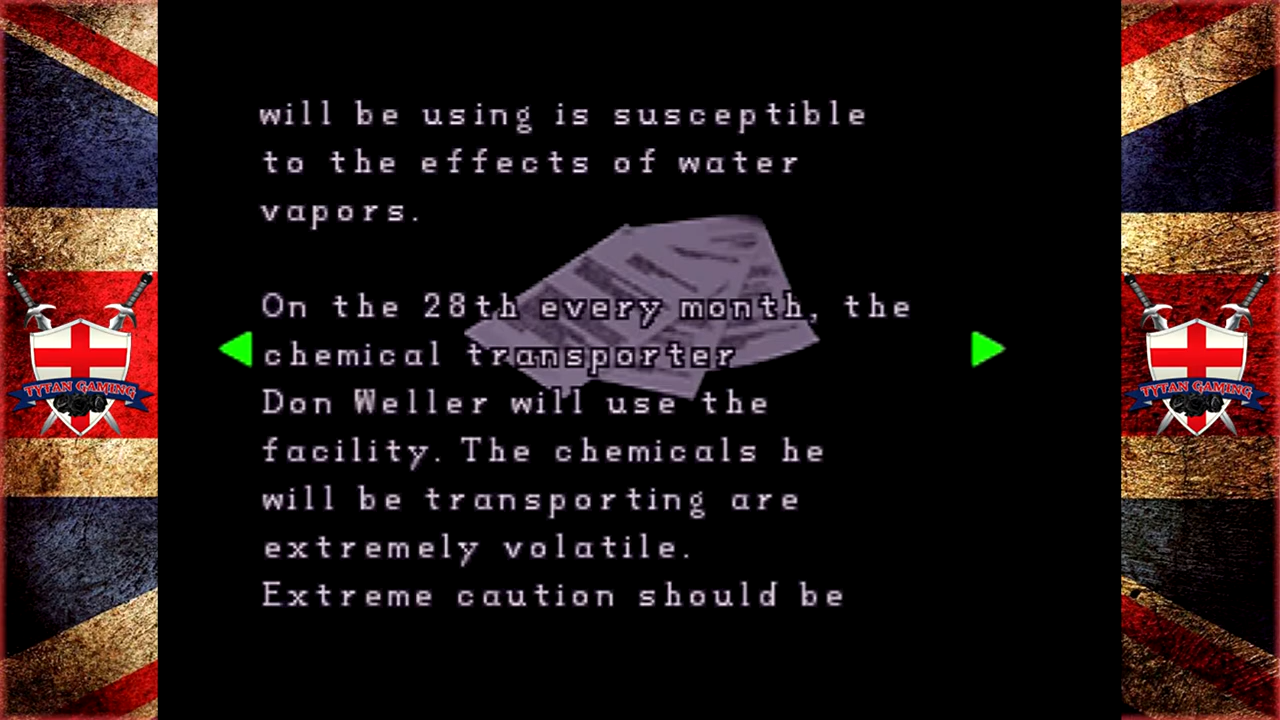 will be using is susceptible
to the effects of water
vapors.
On the 28th every month, the
chemical transporter
Don Weller will use the
facility. The chemicals he
will be transporting are
extremely volatile.
Extreme caution should be
TYTAN GAMING
TYTAN GAMING